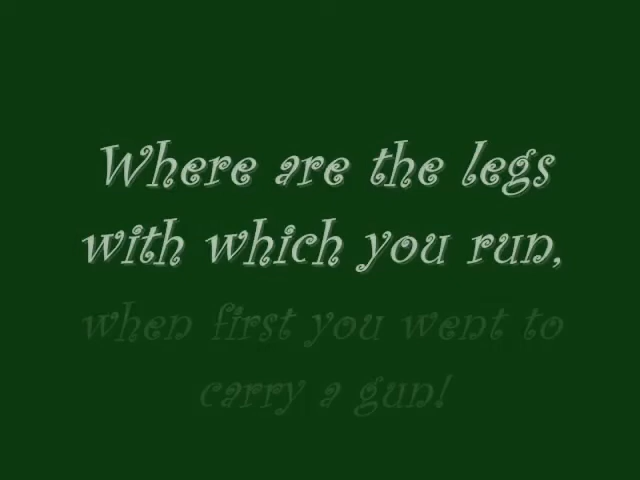 Where are the legs
with which you run,
when first you went to
carry a gun!